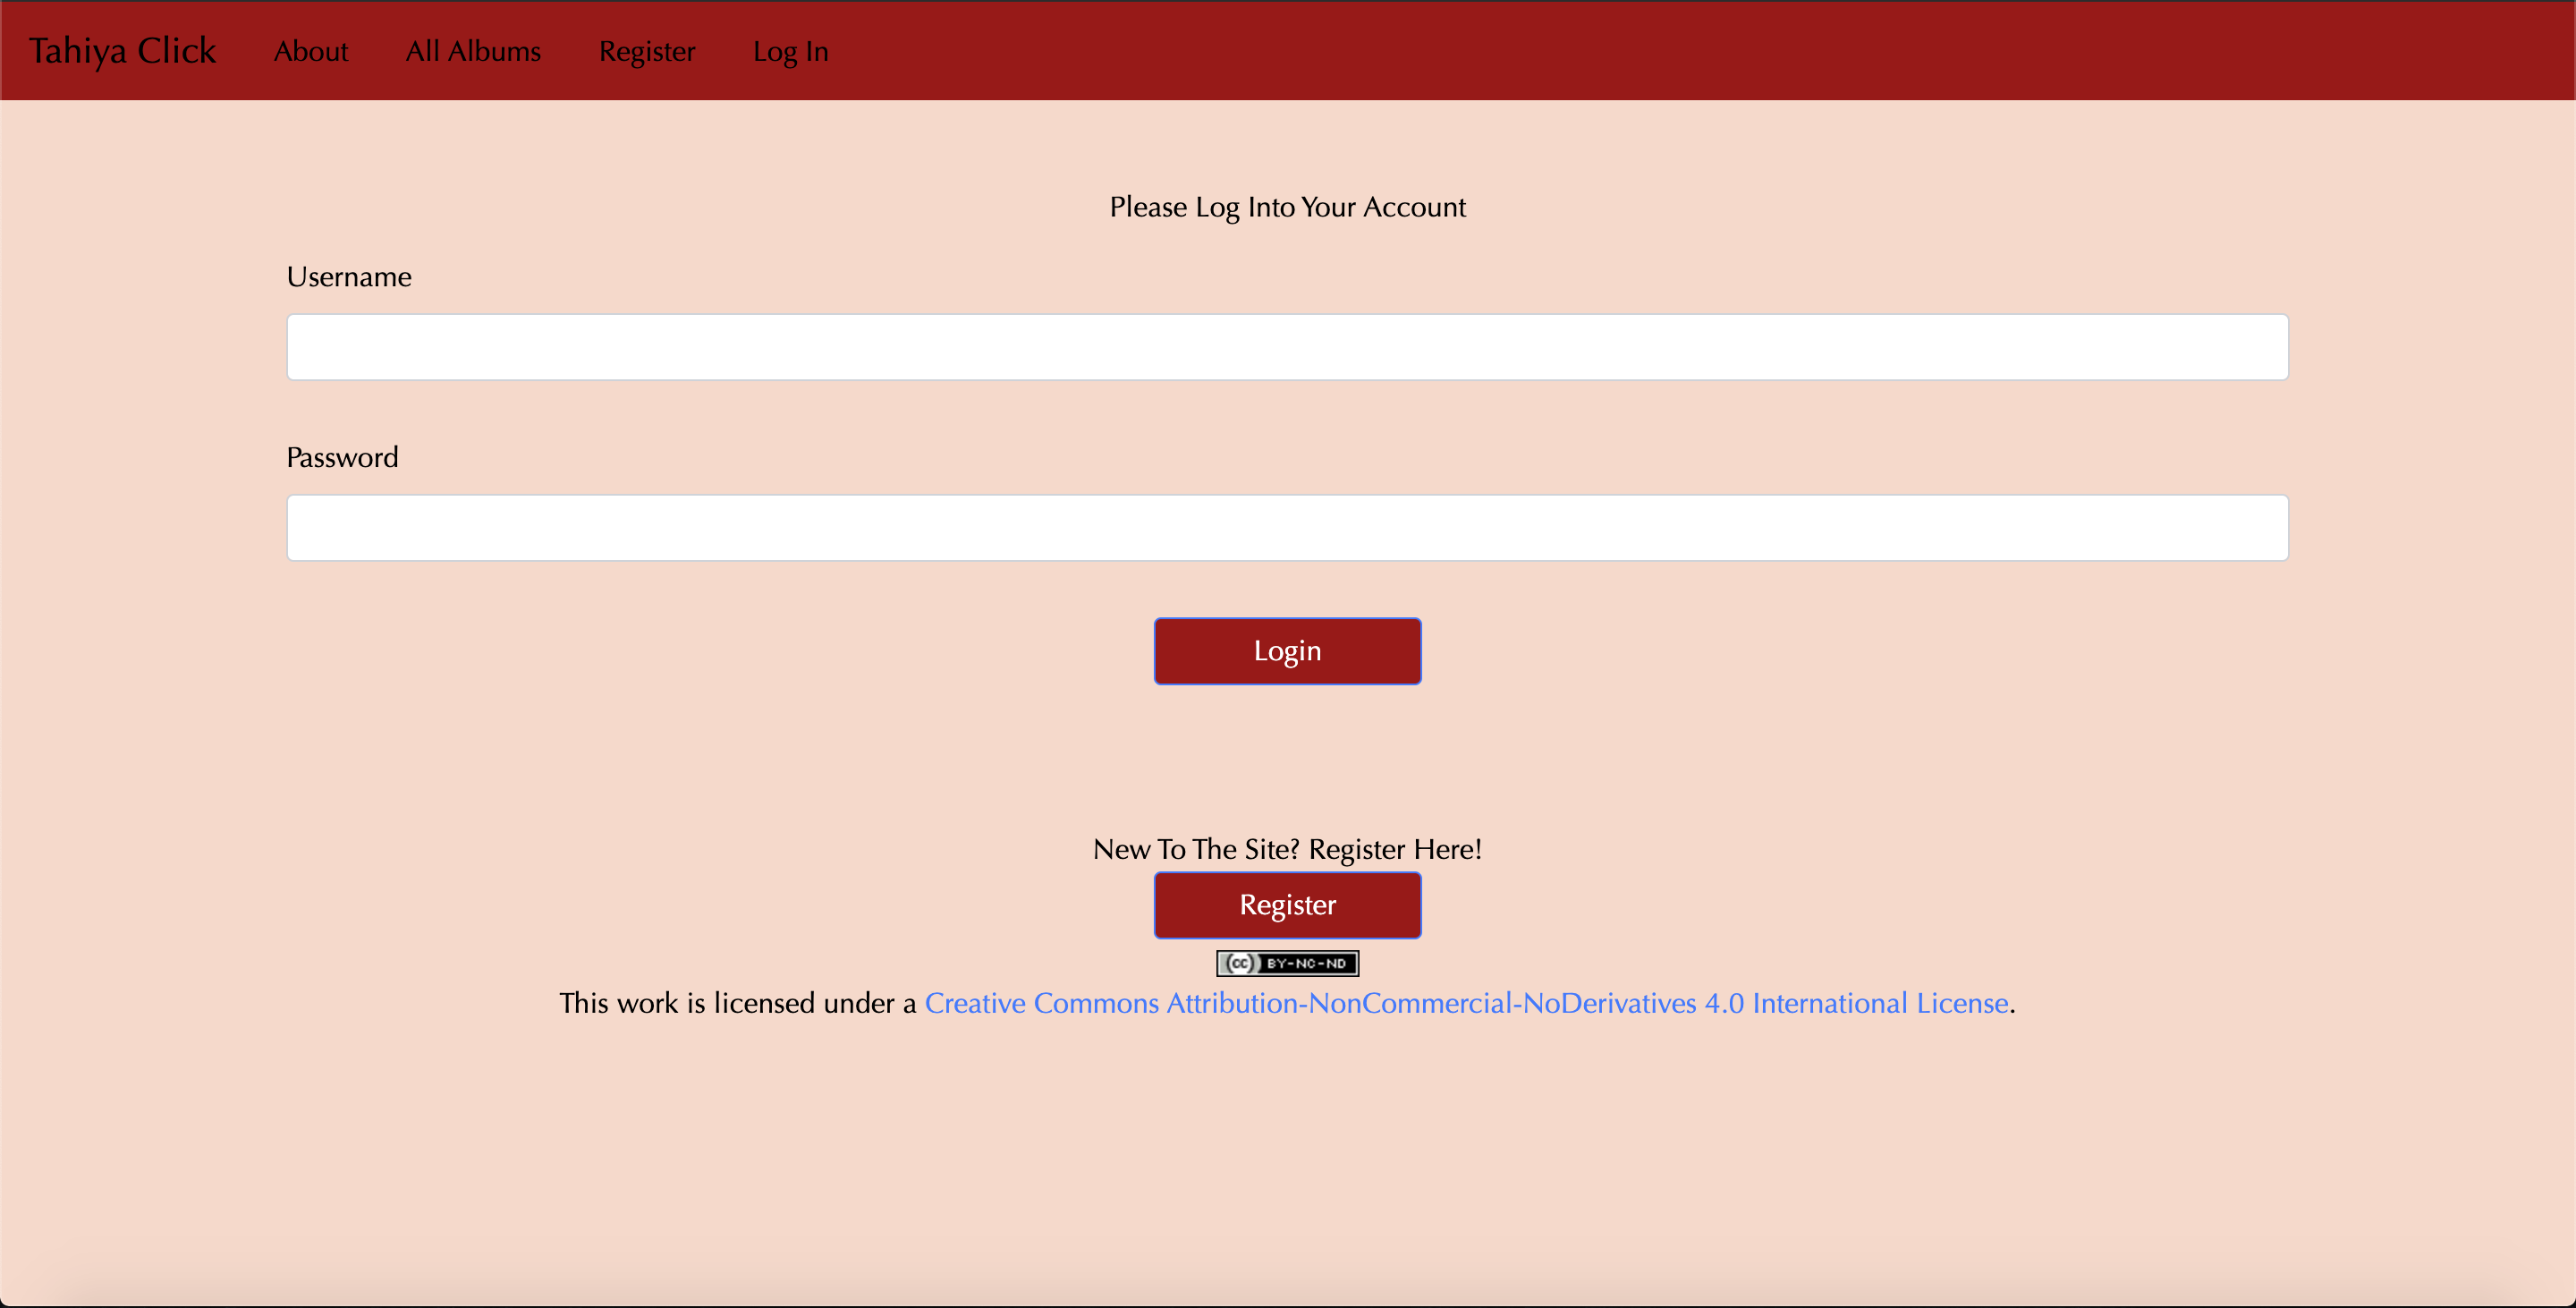 Tahiya Click About All Albums Register Log In
Please Log Into Your Account
Username
Password
Login
New To The Site? Register Here!
Register
(cc) BY-NC-ND
This work is licensed under a Creative Commons Attribution-NonCommercial-NoDerivatives 4.0 International License.